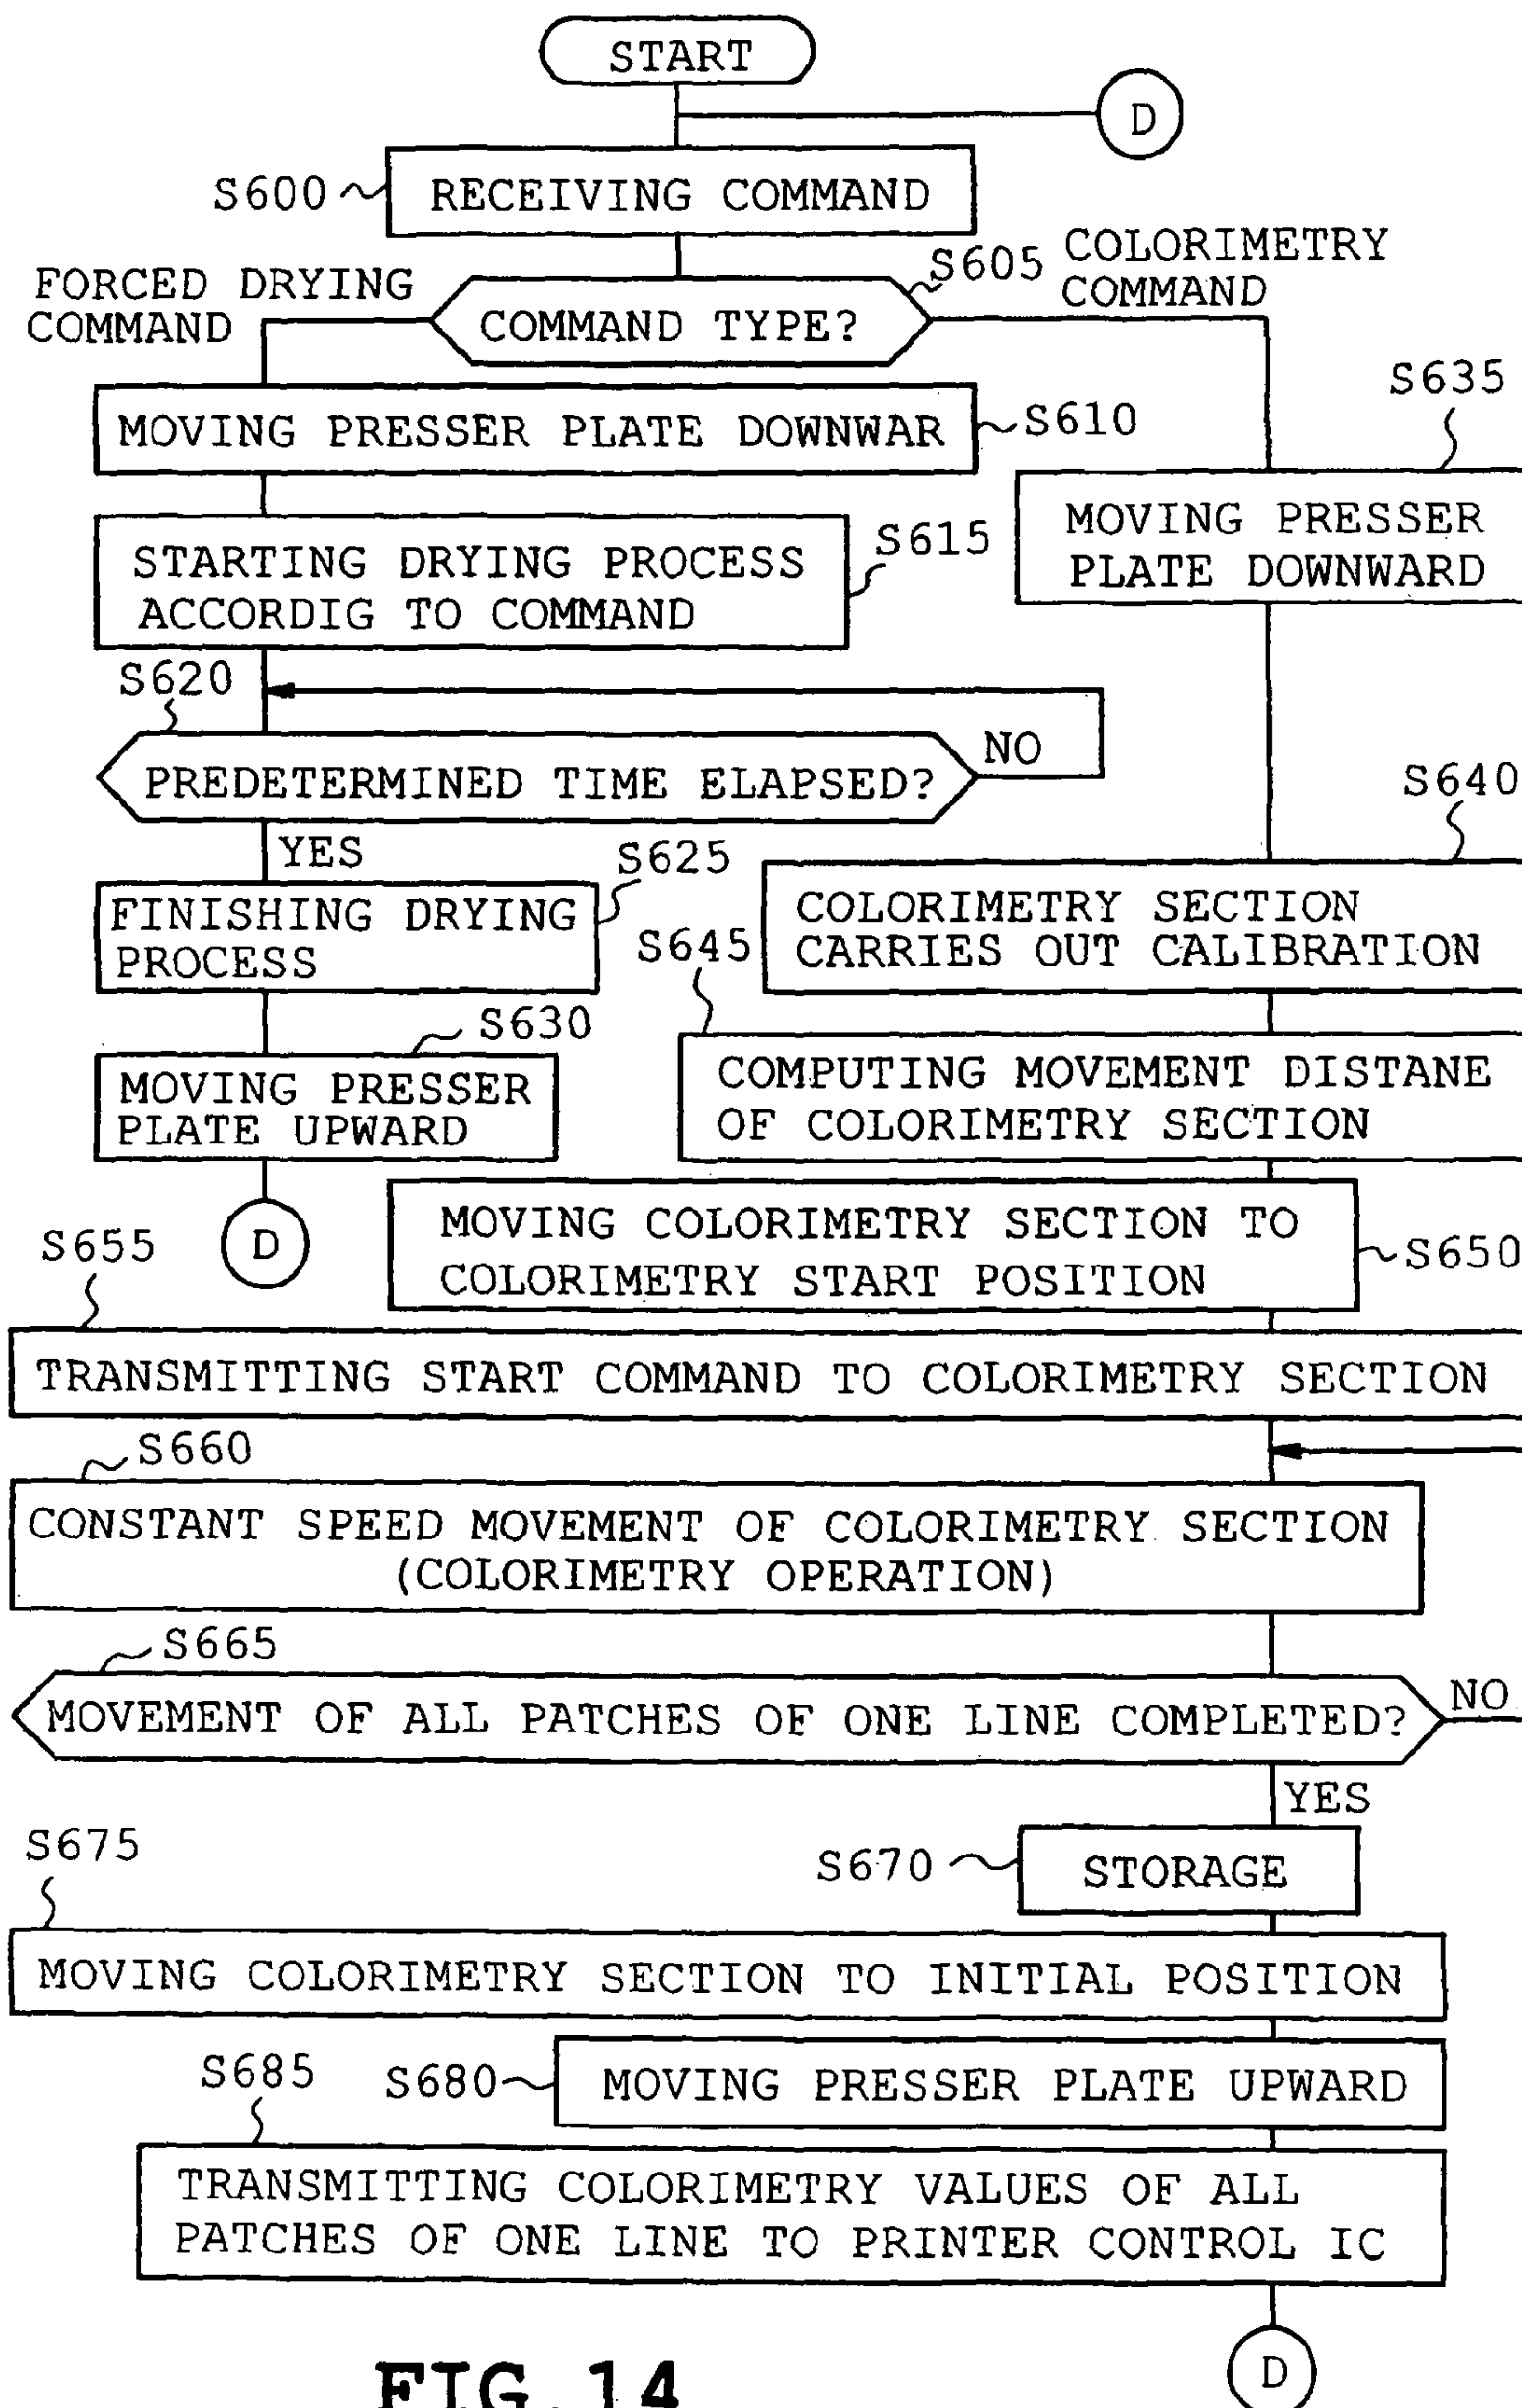 START
D
S600
RECEIVING COMMAND
S605
COLORIMETRY
COMMAND
FORCED DRYING
COMMAND
COMMAND TYPE?
S635
MOVING PRESSER PLATE DOWNWAR
S610
MOVING PRESSER
PLATE DOWNWARD
S615
STARTING DRYING PROCESS
ACCORDIG TO COMMAND
S620
NO
PREDETERMINED TIME ELAPSED?
S640
YES
S625
FINISHING DRYING
PROCESS
COLORIMETRY SECTION
CARRIES OUT CALIBRATION
S645
S630
MOVING PRESSER
PLATE UPWARD
COMPUTING MOVEMENT DISTANE
OF COLORIMETRY SECTION
D
MOVING COLORIMETRY SECTION TO
COLORIMETRY START POSITION
S650
S655
TRANSMITTING START COMMAND TO COLORIMETRY SECTION
S660
CONSTANT SPEED MOVEMENT OF COLORIMETRY SECTION
(COLORIMETRY OPERATION)
S665
MOVEMENT OF ALL PATCHES OF ONE LINE COMPLETED?
NO
YES
S670
STORAGE
S675
MOVING COLORIMETRY SECTION TO INITIAL POSITION
S680
MOVING PRESSER PLATE UPWARD
S685
TRANSMITTING COLORIMETRY VALUES OF ALL
PATCHES OF ONE LINE TO PRINTER CONTROL IC
D
FIG.14